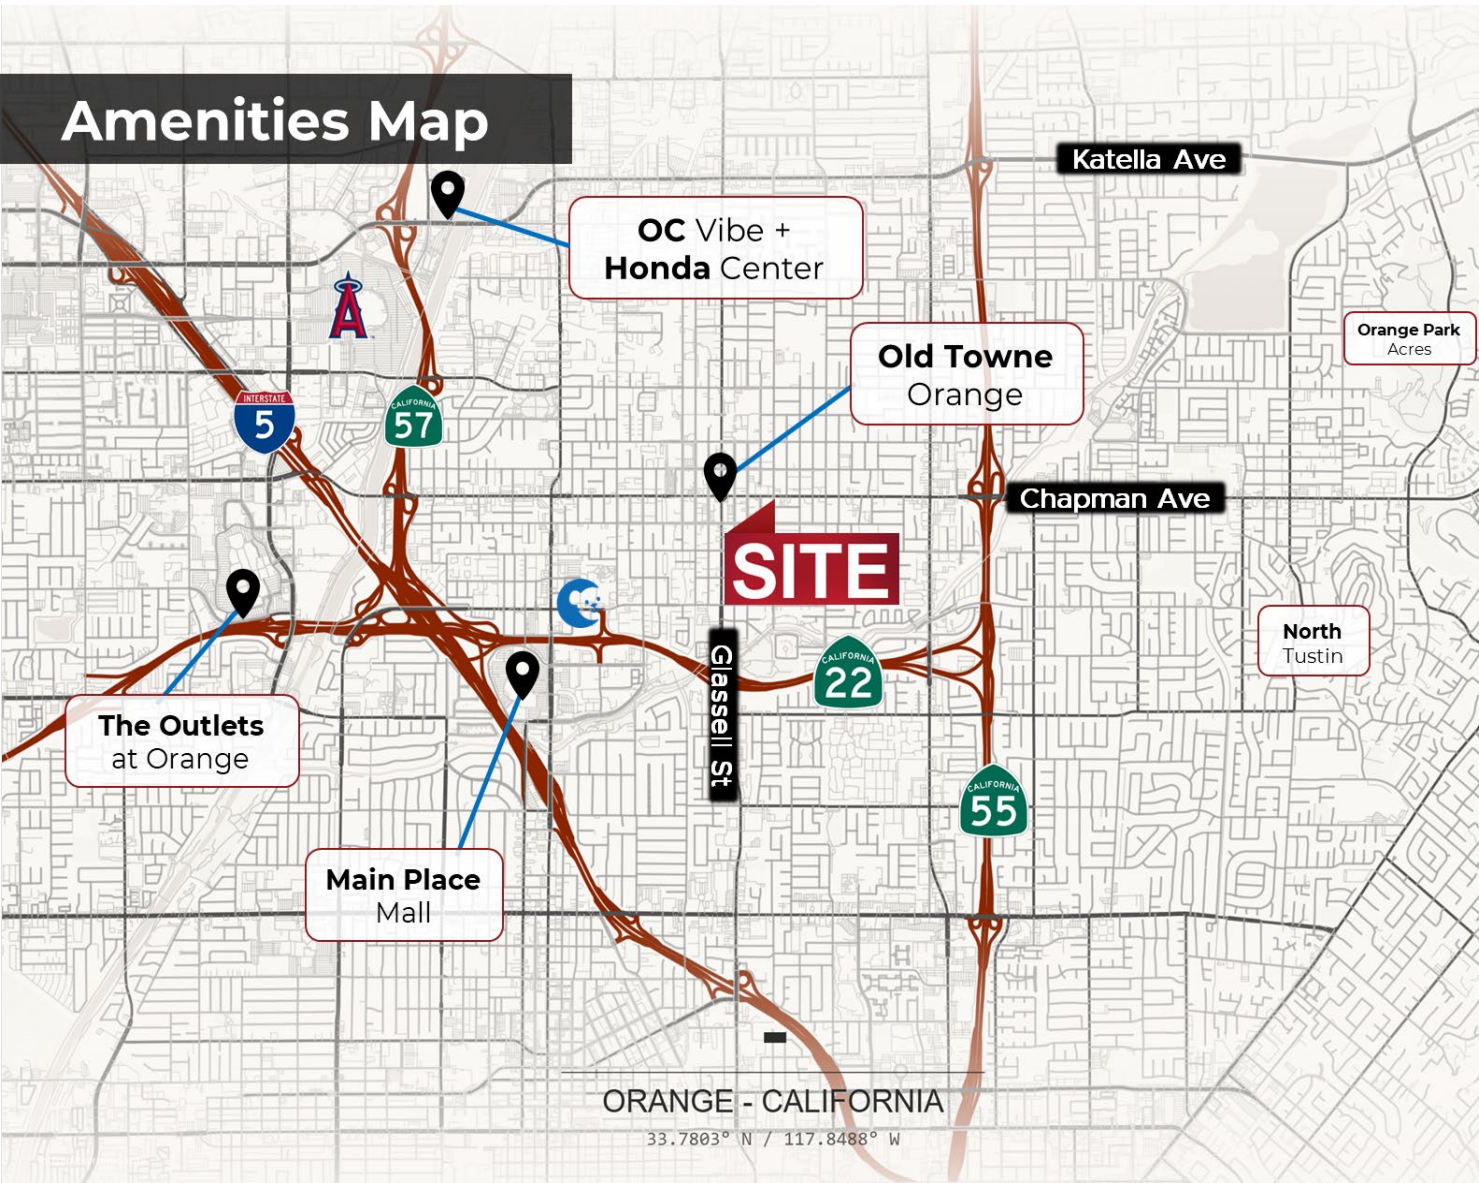 Amenities Map
Katella Ave
OC Vibe +
Honda Center
A
Orange Park
Acres
Old Towne
Orange
INTERSTATE
5
CALIFORNIA
57
Chapman Ave
SITE
North
Tustin
CALIFORNIA
22
Glassell St
The Outlets
at Orange
CALIFORNIA
55
Main Place
Mall
ORANGE - CALIFORNIA
33.7803° N / 117.8488° W